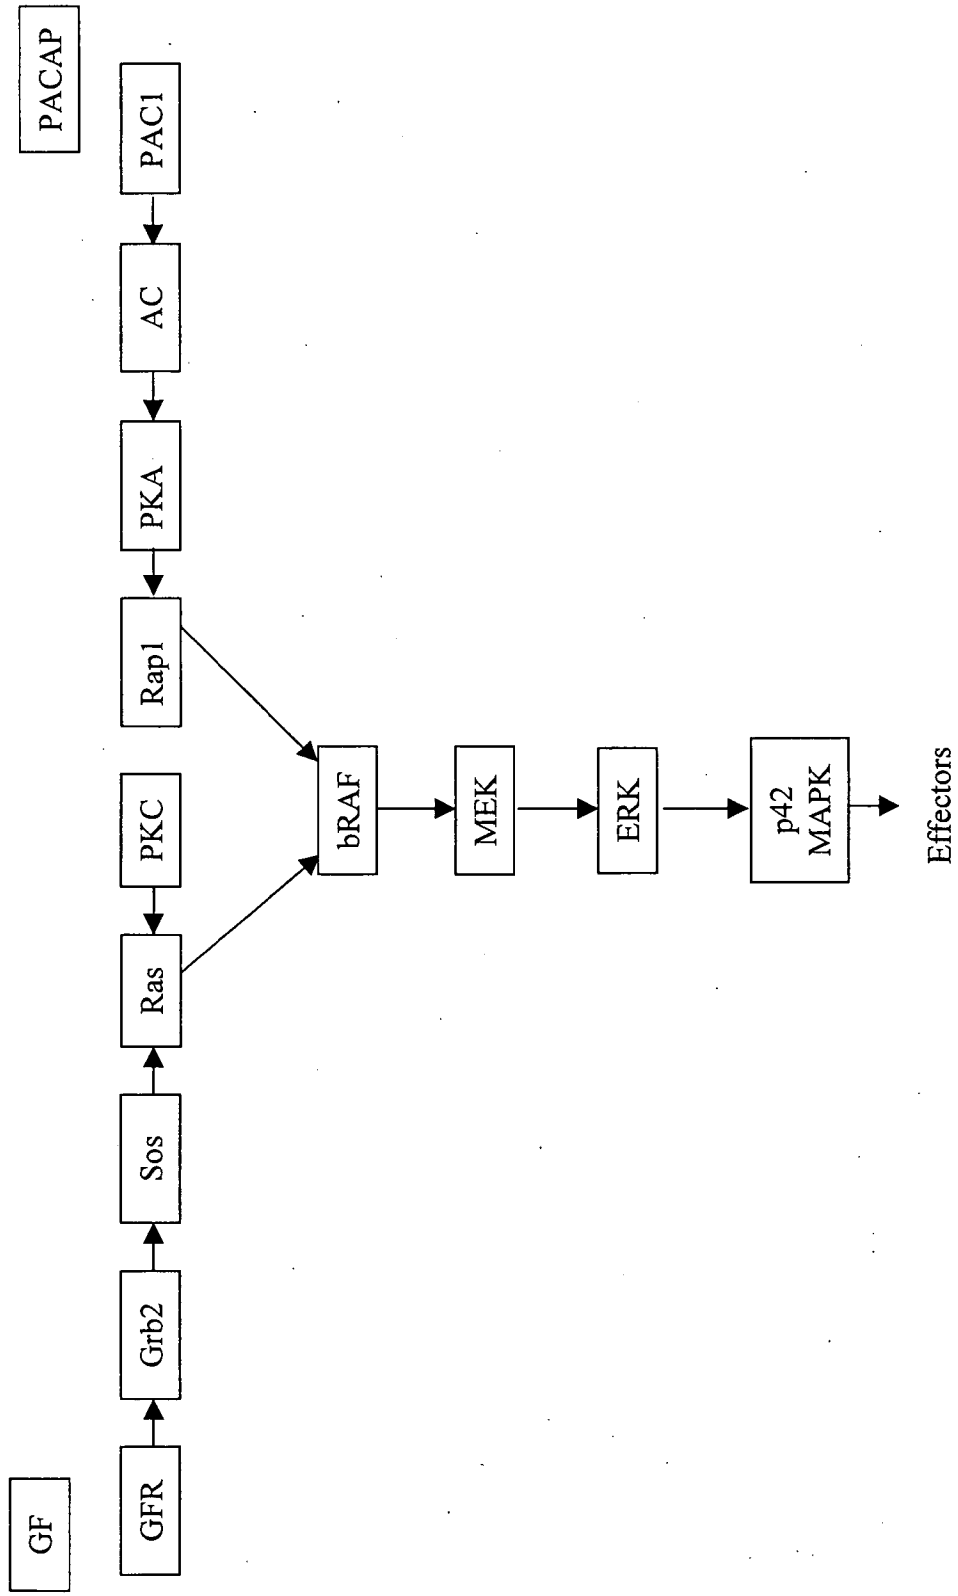 GF
PACAP
GFR
Grb2
Sos
Ras
PKC
Rap1
PKA
AC
PAC1
bRAF
MEK
ERK
p42
MAPK
Effectors